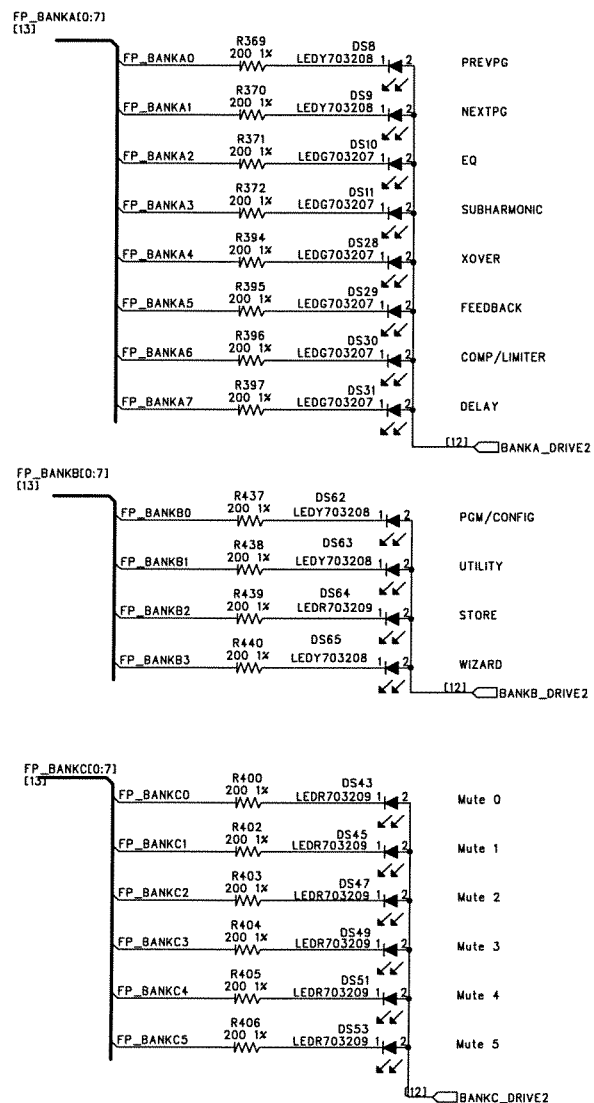 FP_BANKA[0:7]
[13]
R369
DS8
200 1%
LEDY703208
FP_BANKA0
1
2
PREVPG
R370
DS9
200 1%
LEDY703208
FP_BANKA1
1
2
NEXTPG
R371
DS10
200 1%
LEDG703207
FP_BANKA2
1
2
EQ
R372
DS11
200 1%
LEDG703207
FP_BANKA3
1
2
SUBHARMONIC
R394
DS28
200 1%
LEDG703207
FP_BANKA4
1
2
XOVER
R395
DS29
200 1%
LEDG703207
FP_BANKA5
1
2
FEEDBACK
R396
DS30
200 1%
LEDG703207
FP_BANKA6
1
2
COMP/LIMITER
R397
DS31
200 1%
LEDG703207
FP_BANKA7
1
2
DELAY
[12]
BANKA_DRIVE2
FP_BANKB[0:7]
[13]
R437
DS62
200 1%
LEDY703208
FP_BANKB0
1
2
PGM/CONFIG
R438
DS63
200 1%
LEDY703208
FP_BANKB1
1
2
UTILITY
R439
DS64
200 1%
LEDR703209
FP_BANKB2
1
2
STORE
R440
DS65
200 1%
LEDY703208
FP_BANKB3
1
2
WIZARD
[12]
BANKB_DRIVE2
FP_BANKC[0:7]
[13]
R400
DS43
200 1%
LEDR703209
FP_BANKC0
1
2
Mute 0
R402
DS45
200 1%
LEDR703209
FP_BANKC1
1
2
Mute 1
R403
DS47
200 1%
LEDR703209
FP_BANKC2
1
2
Mute 2
R404
DS49
200 1%
LEDR703209
FP_BANKC3
1
2
Mute 3
R405
DS51
200 1%
LEDR703209
FP_BANKC4
1
2
Mute 4
R406
DS53
200 1%
LEDR703209
FP_BANKC5
1
2
Mute 5
[12]
BANKC_DRIVE2